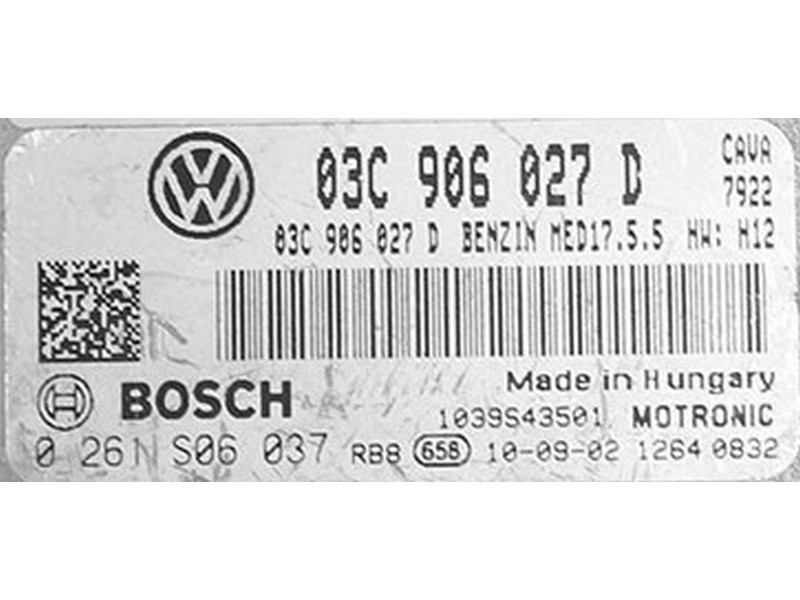 03C 906 027 D CAVA
7922
03C 906 027 D BENZIN MED17.5.5 HW: H12
Made in Hungary
BOSCH
1039S43501 MOTRONIC
0 261 S06 037 RB8 658 10-09-02 1264 0832